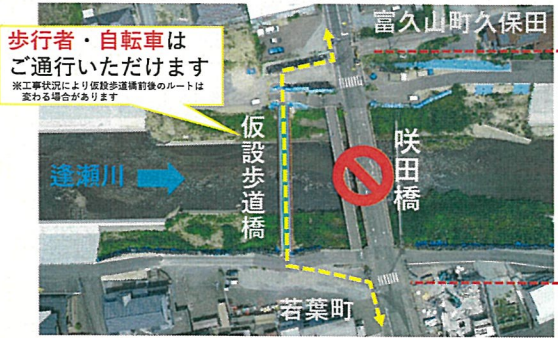 歩行者・自転車は
ご通行いただけます
※工事状況により仮設歩道橋前後のルートは
変わる場合があります
富久山町久保田
仮設歩道橋
咲田橋
逢瀬川
若葉町